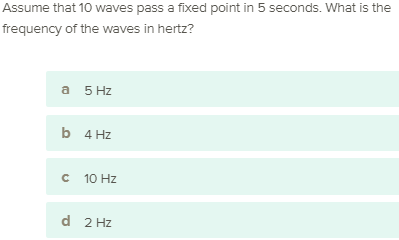 Assume that 10 waves pass a fixed point in 5 seconds. What is the
frequency of the waves in hertz?
a 5 Hz
b 4 Hz
c 10 Hz
d 2 Hz